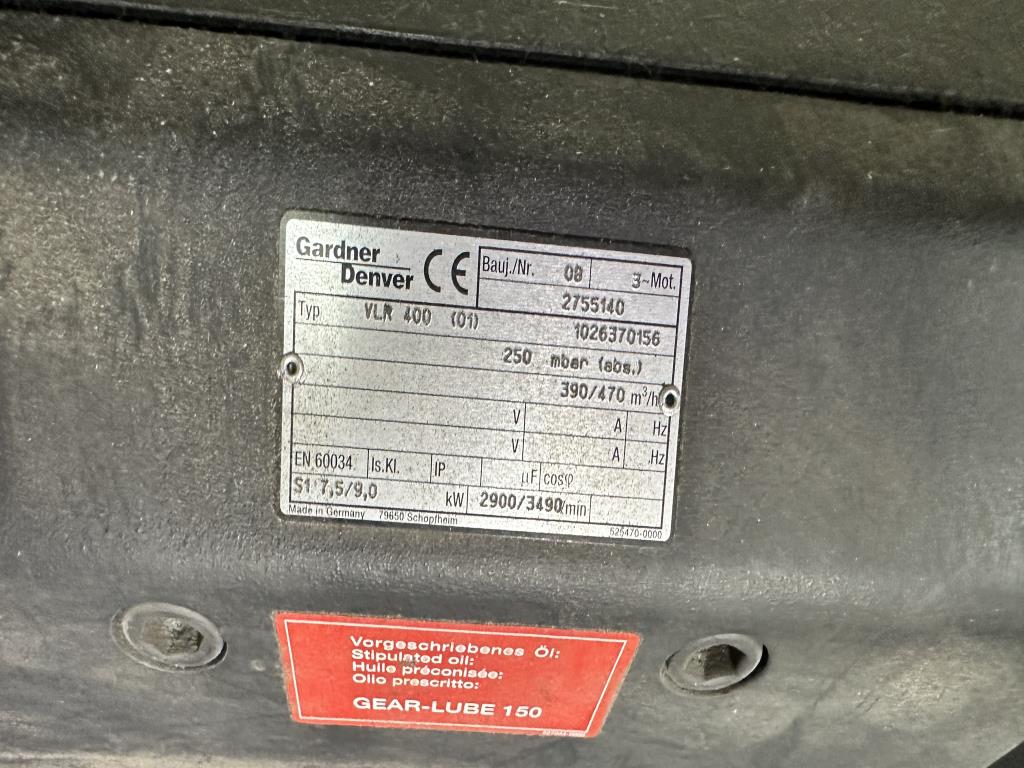 Gardner
Denver
CE
Bauj./Nr. 08 3~Mot.
2755140
Typ VLR 400 (01) 1026370156
250 mbar (abs.)
390/470 m³/h
V A Hz
V A Hz
EN 60034 Is.Kl. IP µF cosφ
S1 7,5/9,0 kW 2900/3490/min
Made in Germany 79650 Schopfheim 525470-0000
Vorgeschriebenes Öl:
Stipulated oil:
Huile préconisée:
Olio prescritto:
GEAR-LUBE 150